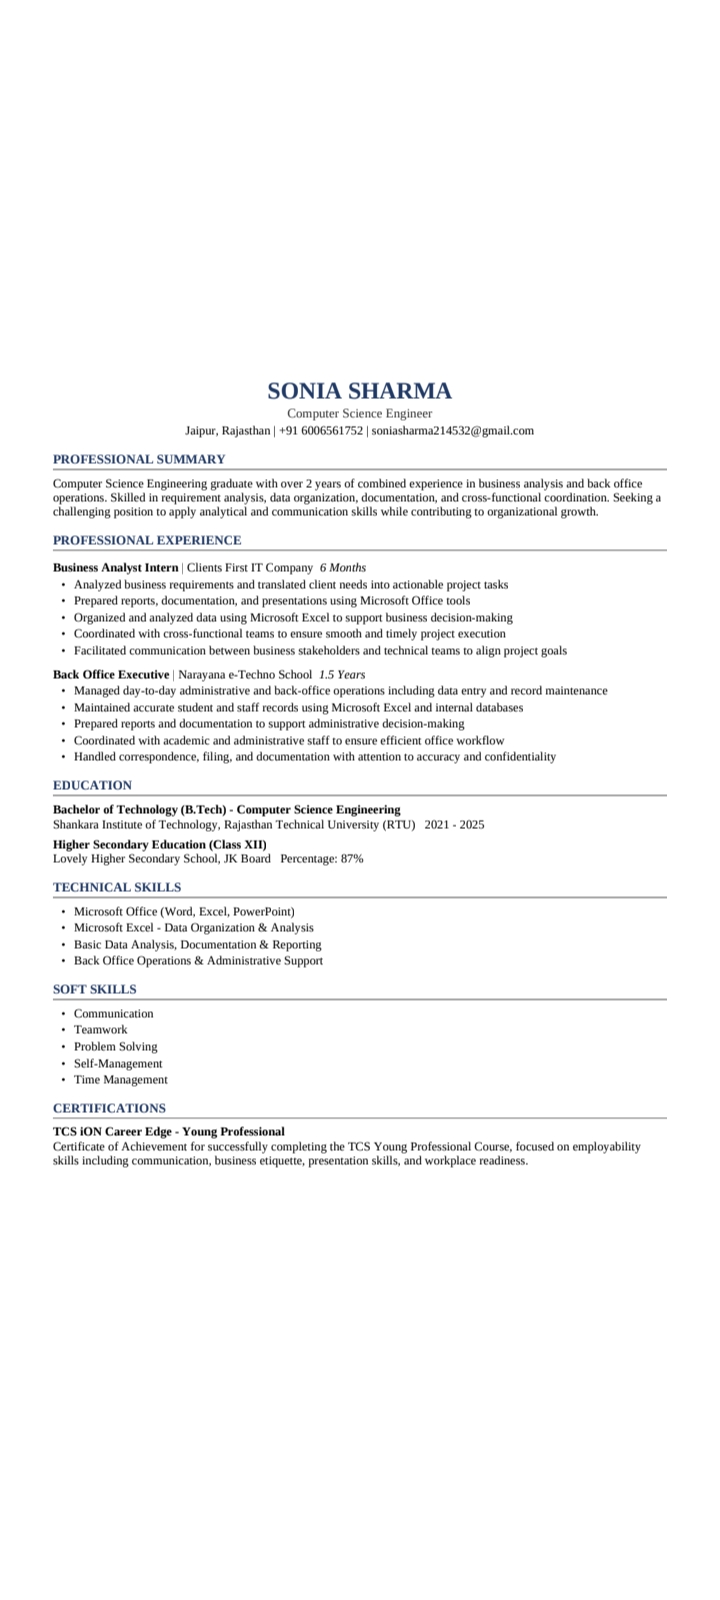 SONIA SHARMA
Computer Science Engineer
Jaipur, Rajasthan | +91 6006561752 | soniasharma214532@gmail.com
PROFESSIONAL SUMMARY
Computer Science Engineering graduate with over 2 years of combined experience in business analysis and back office
operations. Skilled in requirement analysis, data organization, documentation, and cross-functional coordination. Seeking a
challenging position to apply analytical and communication skills while contributing to organizational growth.
PROFESSIONAL EXPERIENCE
Business Analyst Intern | Clients First IT Company 6 Months
• Analyzed business requirements and translated client needs into actionable project tasks
• Prepared reports, documentation, and presentations using Microsoft Office tools
• Organized and analyzed data using Microsoft Excel to support business decision-making
• Coordinated with cross-functional teams to ensure smooth and timely project execution
• Facilitated communication between business stakeholders and technical teams to align project goals
Back Office Executive | Narayana e-Techno School 1.5 Years
• Managed day-to-day administrative and back-office operations including data entry and record maintenance
• Maintained accurate student and staff records using Microsoft Excel and internal databases
• Prepared reports and documentation to support administrative decision-making
• Coordinated with academic and administrative staff to ensure efficient office workflow
• Handled correspondence, filing, and documentation with attention to accuracy and confidentiality
EDUCATION
Bachelor of Technology (B.Tech) - Computer Science Engineering
Shankara Institute of Technology, Rajasthan Technical University (RTU) 2021 - 2025
Higher Secondary Education (Class XII)
Lovely Higher Secondary School, JK Board Percentage: 87%
TECHNICAL SKILLS
• Microsoft Office (Word, Excel, PowerPoint)
• Microsoft Excel - Data Organization & Analysis
• Basic Data Analysis, Documentation & Reporting
• Back Office Operations & Administrative Support
SOFT SKILLS
• Communication
• Teamwork
• Problem Solving
• Self-Management
• Time Management
CERTIFICATIONS
TCS iON Career Edge - Young Professional
Certificate of Achievement for successfully completing the TCS Young Professional Course, focused on employability
skills including communication, business etiquette, presentation skills, and workplace readiness.